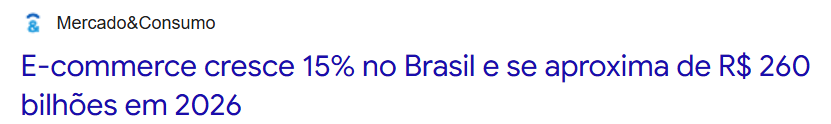 Mercado&Consumo
E-commerce cresce 15% no Brasil e se aproxima de R$ 260
bilhões em 2026